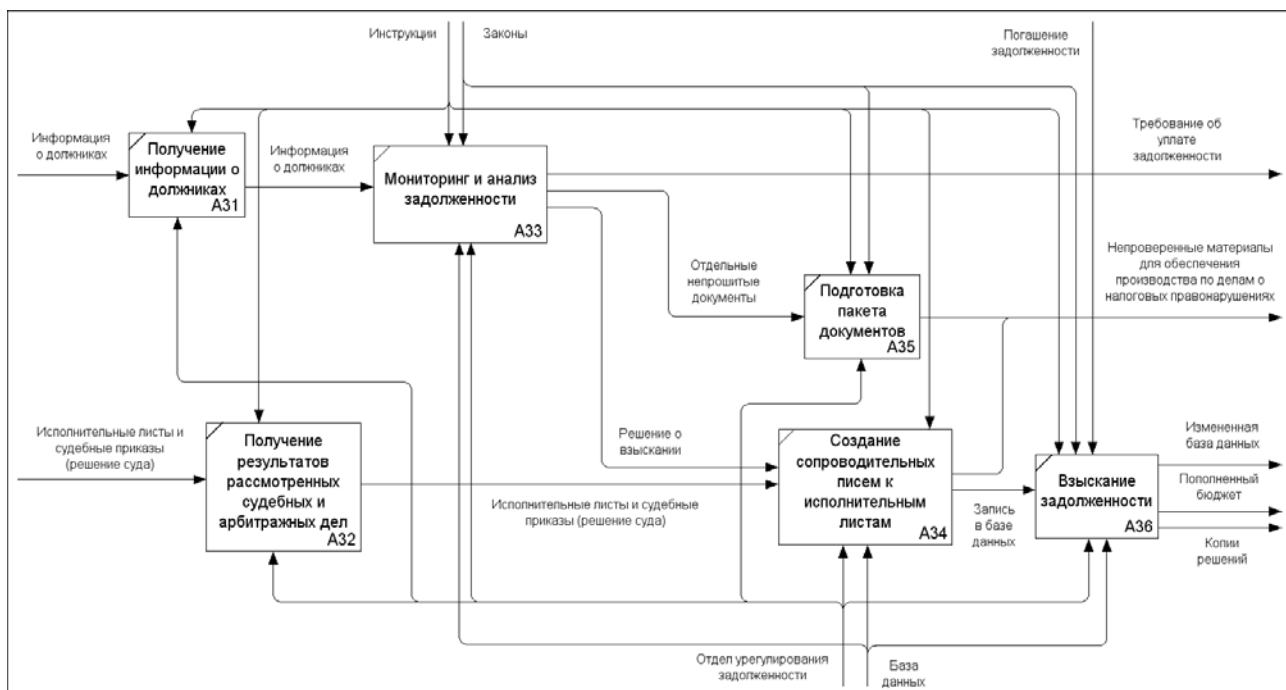 Инструкции
Законы
Погашение
задолженности
Информация
о должниках
Получение
информации о
должниках
A31
Информация
о должниках
Мониторинг и анализ
задолженности
A33
Требование об
уплате
задолженности
Отдельные
непрошитые
документы
Подготовка
пакета
документов
A35
Непроверенные материалы
для обеспечения
производства по делам о
налоговых правонарушениях
Исполнительные листы и
судебные приказы
(решение суда)
Получение
результатов
рассмотренных
судебных и
арбитражных дел
A32
Решение о
взыскании
Исполнительные листы и судебные
приказы (решение суда)
Создание
сопроводительных
писем к
исполнительным
листам
A34
Запись
в базе
данных
Взыскание
задолженности
A36
Измененная
база данных
Пополненный
бюджет
Копии
решений
Отдел урегулирования
задолженности
База
данных